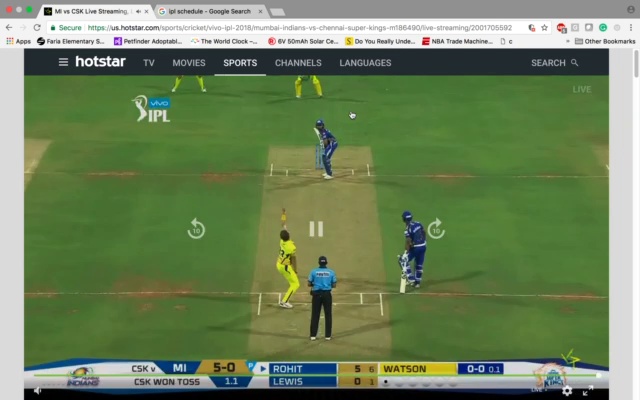 MI vs CSK Live Streaming,
ipl schedule - Google Search
Secure https://us.hotstar.com/sports/cricket/vivo-ipl-2018/mumbai-indians-vs-chennai-super-kings-m186490/live-streaming/2001705592
Apps Faria Elementary S... Petfinder Adoptabl... The World Clock –... 6V 50mAh Solar Ce... Do You Really Unde... NBA Trade Machine... c Other Bookmarks
hotstar TV MOVIES SPORTS CHANNELS LANGUAGES SEARCH
LIVE
vivo
IPL
10 10
CSK v MI 5-0 P ROHIT 5 6 WATSON 0-0 0.1
CSK WON TOSS 1.1 LEWIS 0 1
INDIANS
LIVE